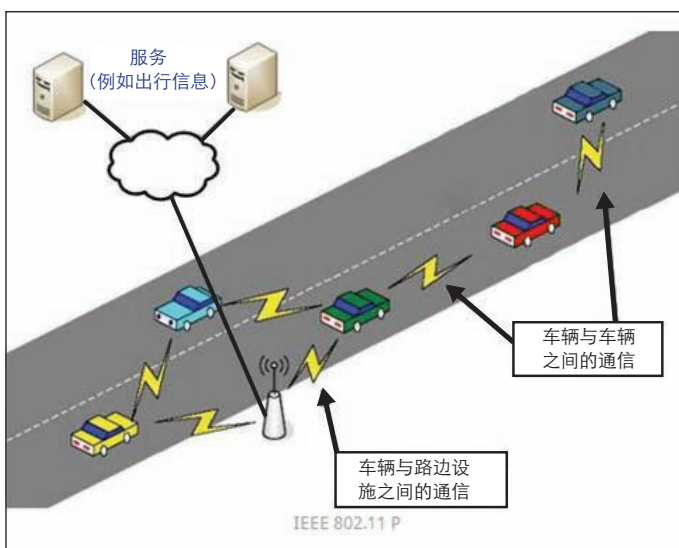 服务
（例如出行信息）
车辆与车辆
之间的通信
车辆与路边设
施之间的通信
IEEE 802.11 P